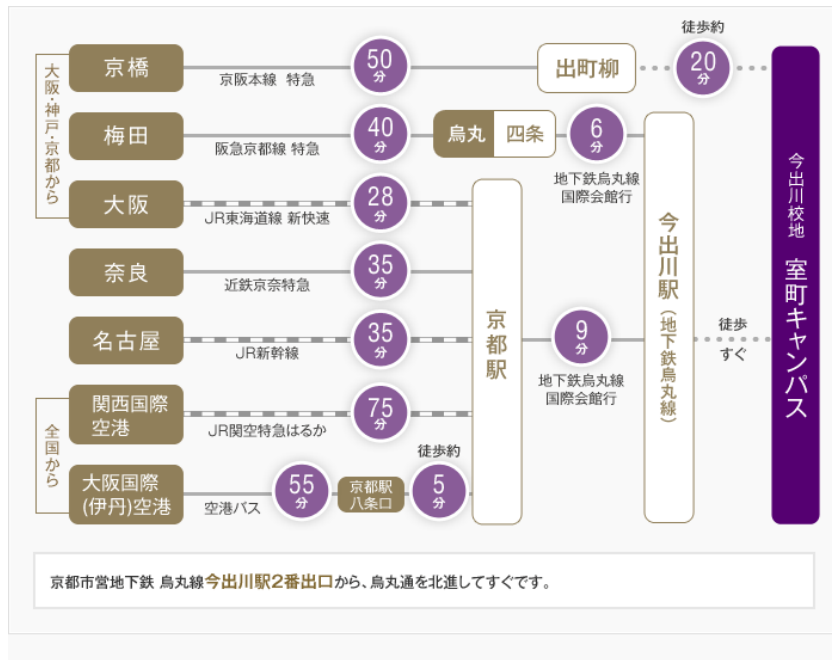 大阪・神戸・京都から
京橋
京阪本線 特急
50分
出町柳
徒歩約
20分
梅田
阪急京都線 特急
40分
烏丸 四条
6分
地下鉄烏丸線
国際会館行
大阪
JR東海道線 新快速
28分
奈良
近鉄京奈特急
35分
名古屋
JR新幹線
35分
全国から
関西国際
空港
JR関空特急はるか
75分
大阪国際
(伊丹)空港
空港バス
55分
京都駅
八条口
徒歩約
5分
京都駅
9分
地下鉄烏丸線
国際会館行
今出川駅(地下鉄烏丸線)
徒歩
すぐ
今出川校地 室町キャンパス
京都市営地下鉄 烏丸線今出川駅2番出口から、烏丸通を北進してすぐです。